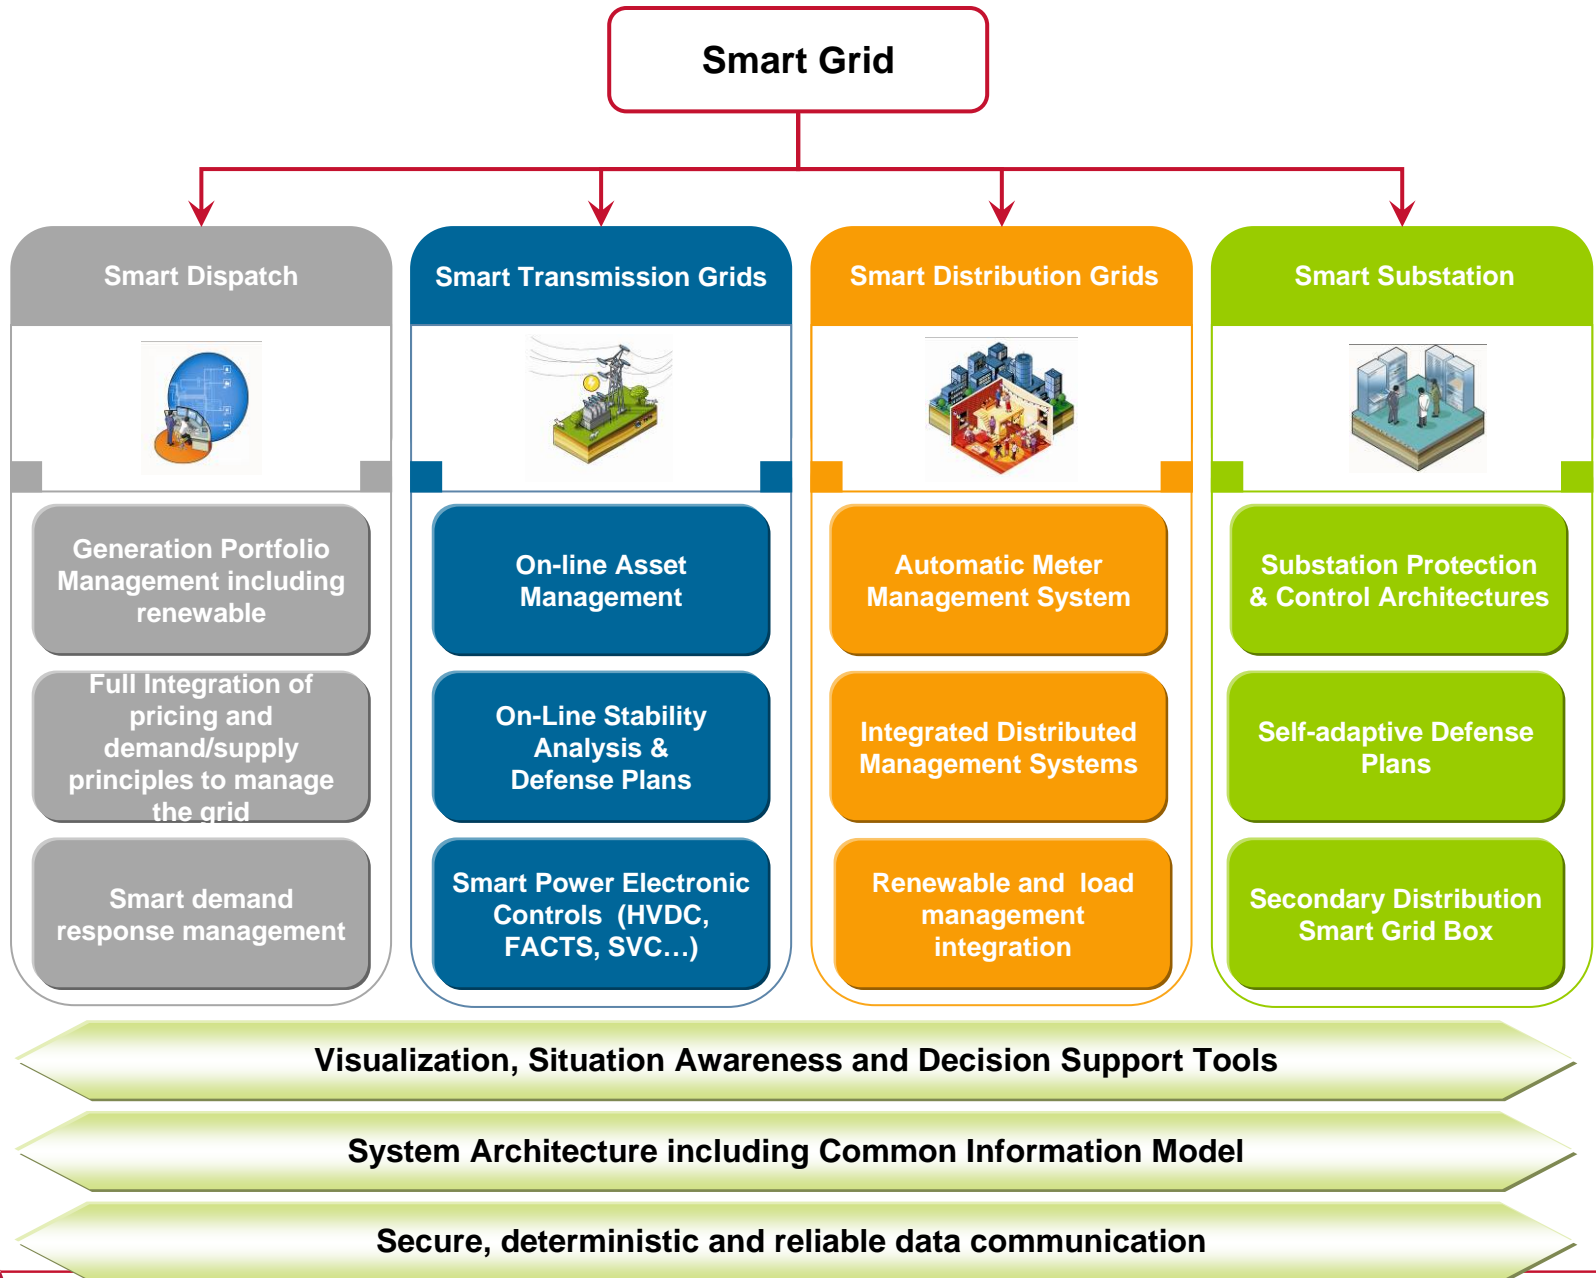 Smart Grid
Smart Dispatch
Generation Portfolio
Management including
renewable
Full Integration of
pricing and
demand/supply
principles to manage
the grid
Smart demand
response management
Smart Transmission Grids
On-line Asset
Management
On-Line Stability
Analysis &
Defense Plans
Smart Power Electronic
Controls (HVDC,
FACTS, SVC…)
Smart Distribution Grids
Automatic Meter
Management System
Integrated Distributed
Management Systems
Renewable and load
management
integration
Smart Substation
Substation Protection
& Control Architectures
Self-adaptive Defense
Plans
Secondary Distribution
Smart Grid Box
Visualization, Situation Awareness and Decision Support Tools
System Architecture including Common Information Model
Secure, deterministic and reliable data communication